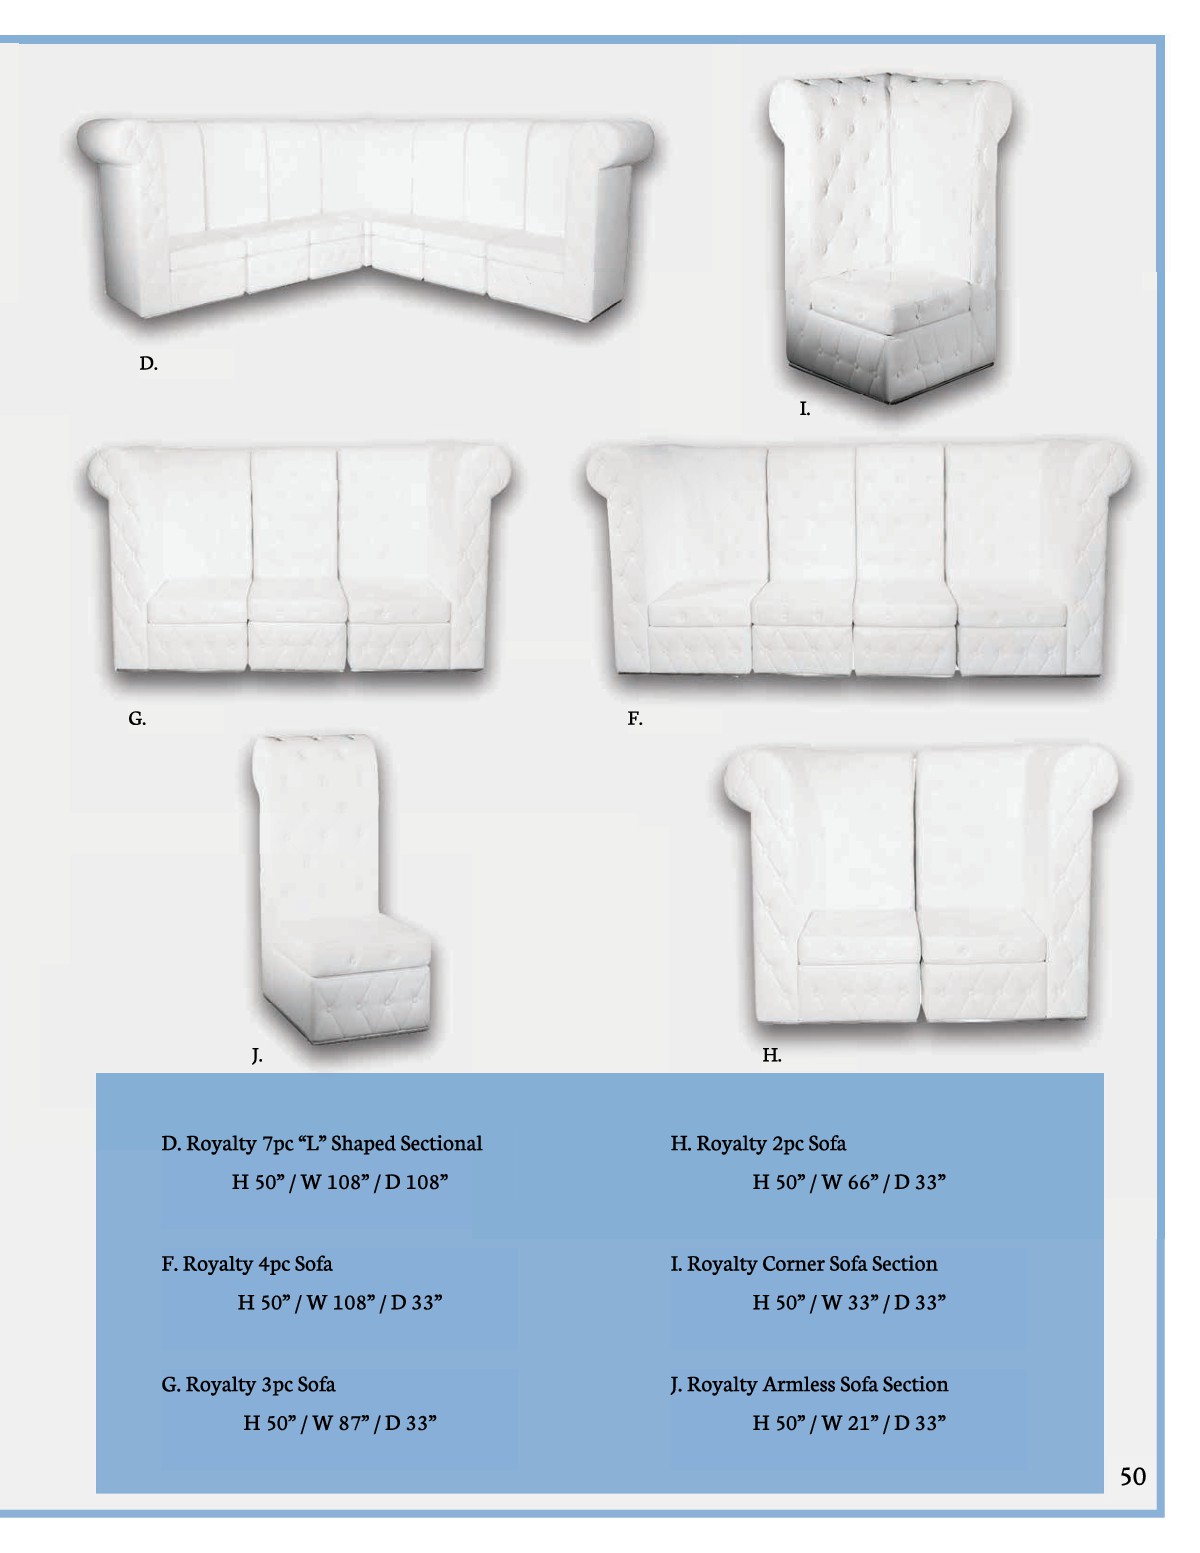 D.
I.
G.
F.
J.
H.
D. Royalty 7pc “L” Shaped Sectional
H 50” / W 108” / D 108”
F. Royalty 4pc Sofa
H 50” / W 108” / D 33”
G. Royalty 3pc Sofa
H 50” / W 87” / D 33”
H. Royalty 2pc Sofa
H 50” / W 66” / D 33”
I. Royalty Corner Sofa Section
H 50” / W 33” / D 33”
J. Royalty Armless Sofa Section
H 50” / W 21” / D 33”
50